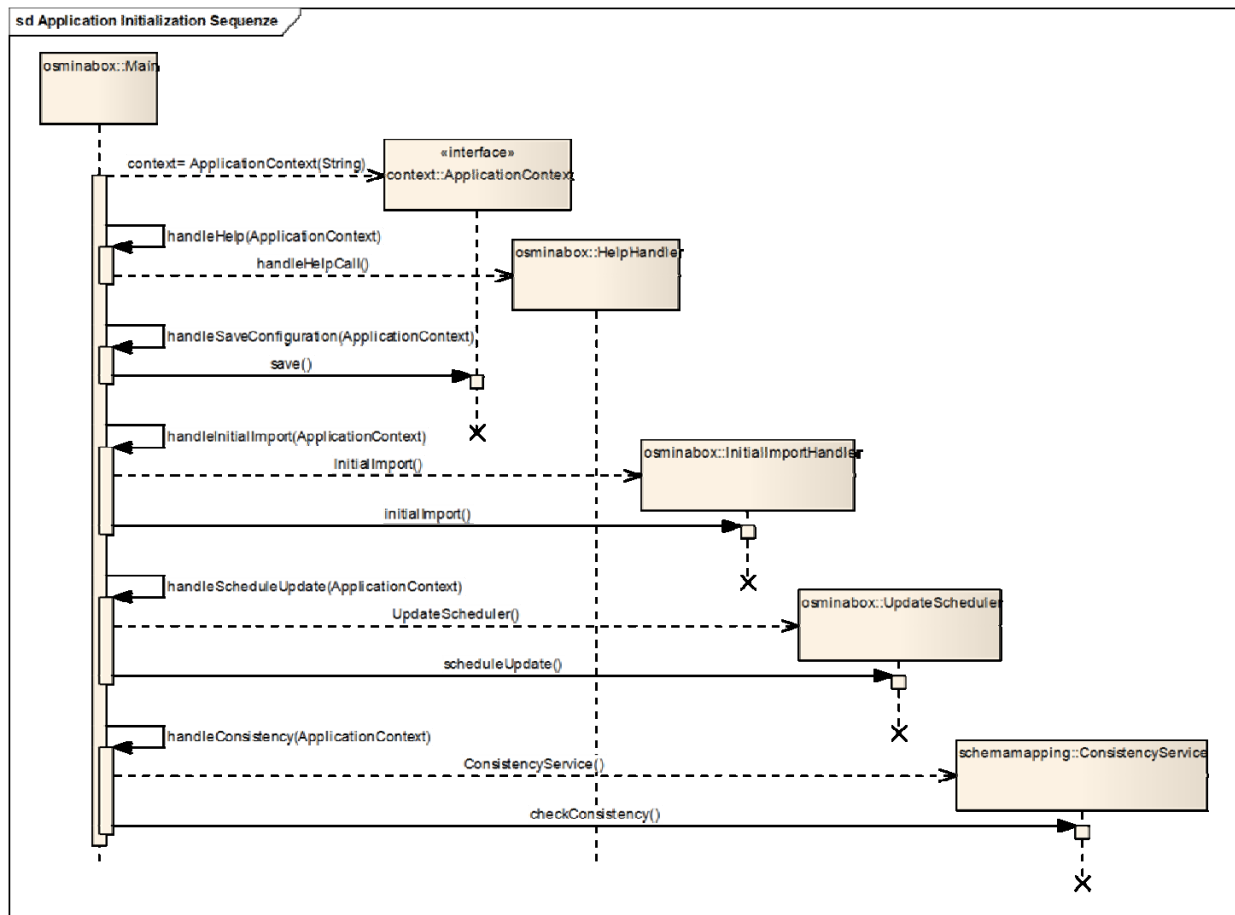 sd Application Initialization Sequenze
osminabox::Main
«interface»
context= ApplicationContext(String)
context::ApplicationContext
handleHelp(ApplicationContext)
osminabox::HelpHandler
handleHelpCall()
handleSaveConfiguration(ApplicationContext)
save()
handleInitialImport(ApplicationContext)
osminabox::InitialImportHandler
InitialImport()
initialImport()
handleScheduleUpdate(ApplicationContext)
osminabox::UpdateScheduler
UpdateScheduler()
scheduleUpdate()
handleConsistency(ApplicationContext)
schemamapping::ConsistencyService
ConsistencyService()
checkConsistency()